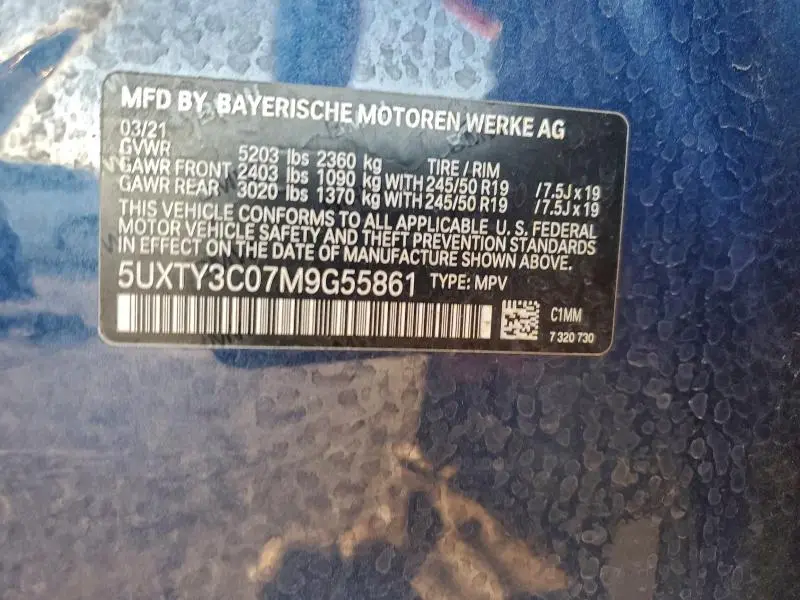 MFD BY BAYERISCHE MOTOREN WERKE AG
03/21
GVWR 5203 lbs 2360 kg TIRE / RIM
GAWR FRONT 2403 lbs 1090 kg WITH 245/50 R19 /7.5J x 19
GAWR REAR 3020 lbs 1370 kg WITH 245/50 R19 /7.5J x 19
THIS VEHICLE CONFORMS TO ALL APPLICABLE U. S. FEDERAL
MOTOR VEHICLE SAFETY AND THEFT PREVENTION STANDARDS
IN EFFECT ON THE DATE OF MANUFACTURE SHOWN ABOVE.
5UXTY3C07M9G55861 TYPE: MPV
C1MM
7 320 730